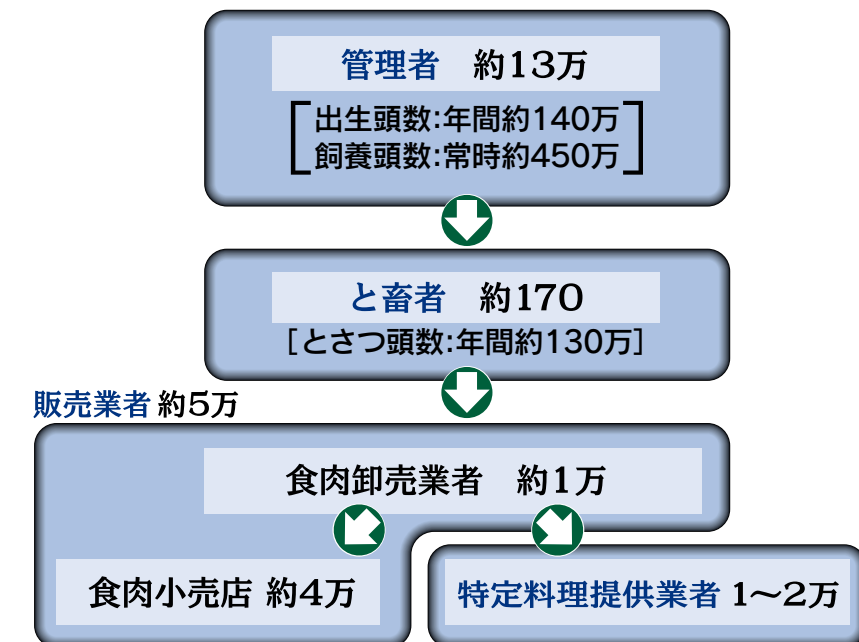 管理者 約13万
出生頭数:年間約140万
飼養頭数:常時約450万
と畜者 約170
[とさつ頭数:年間約130万]
販売業者 約5万
食肉卸売業者 約1万
食肉小売店 約4万
特定料理提供業者 1〜2万